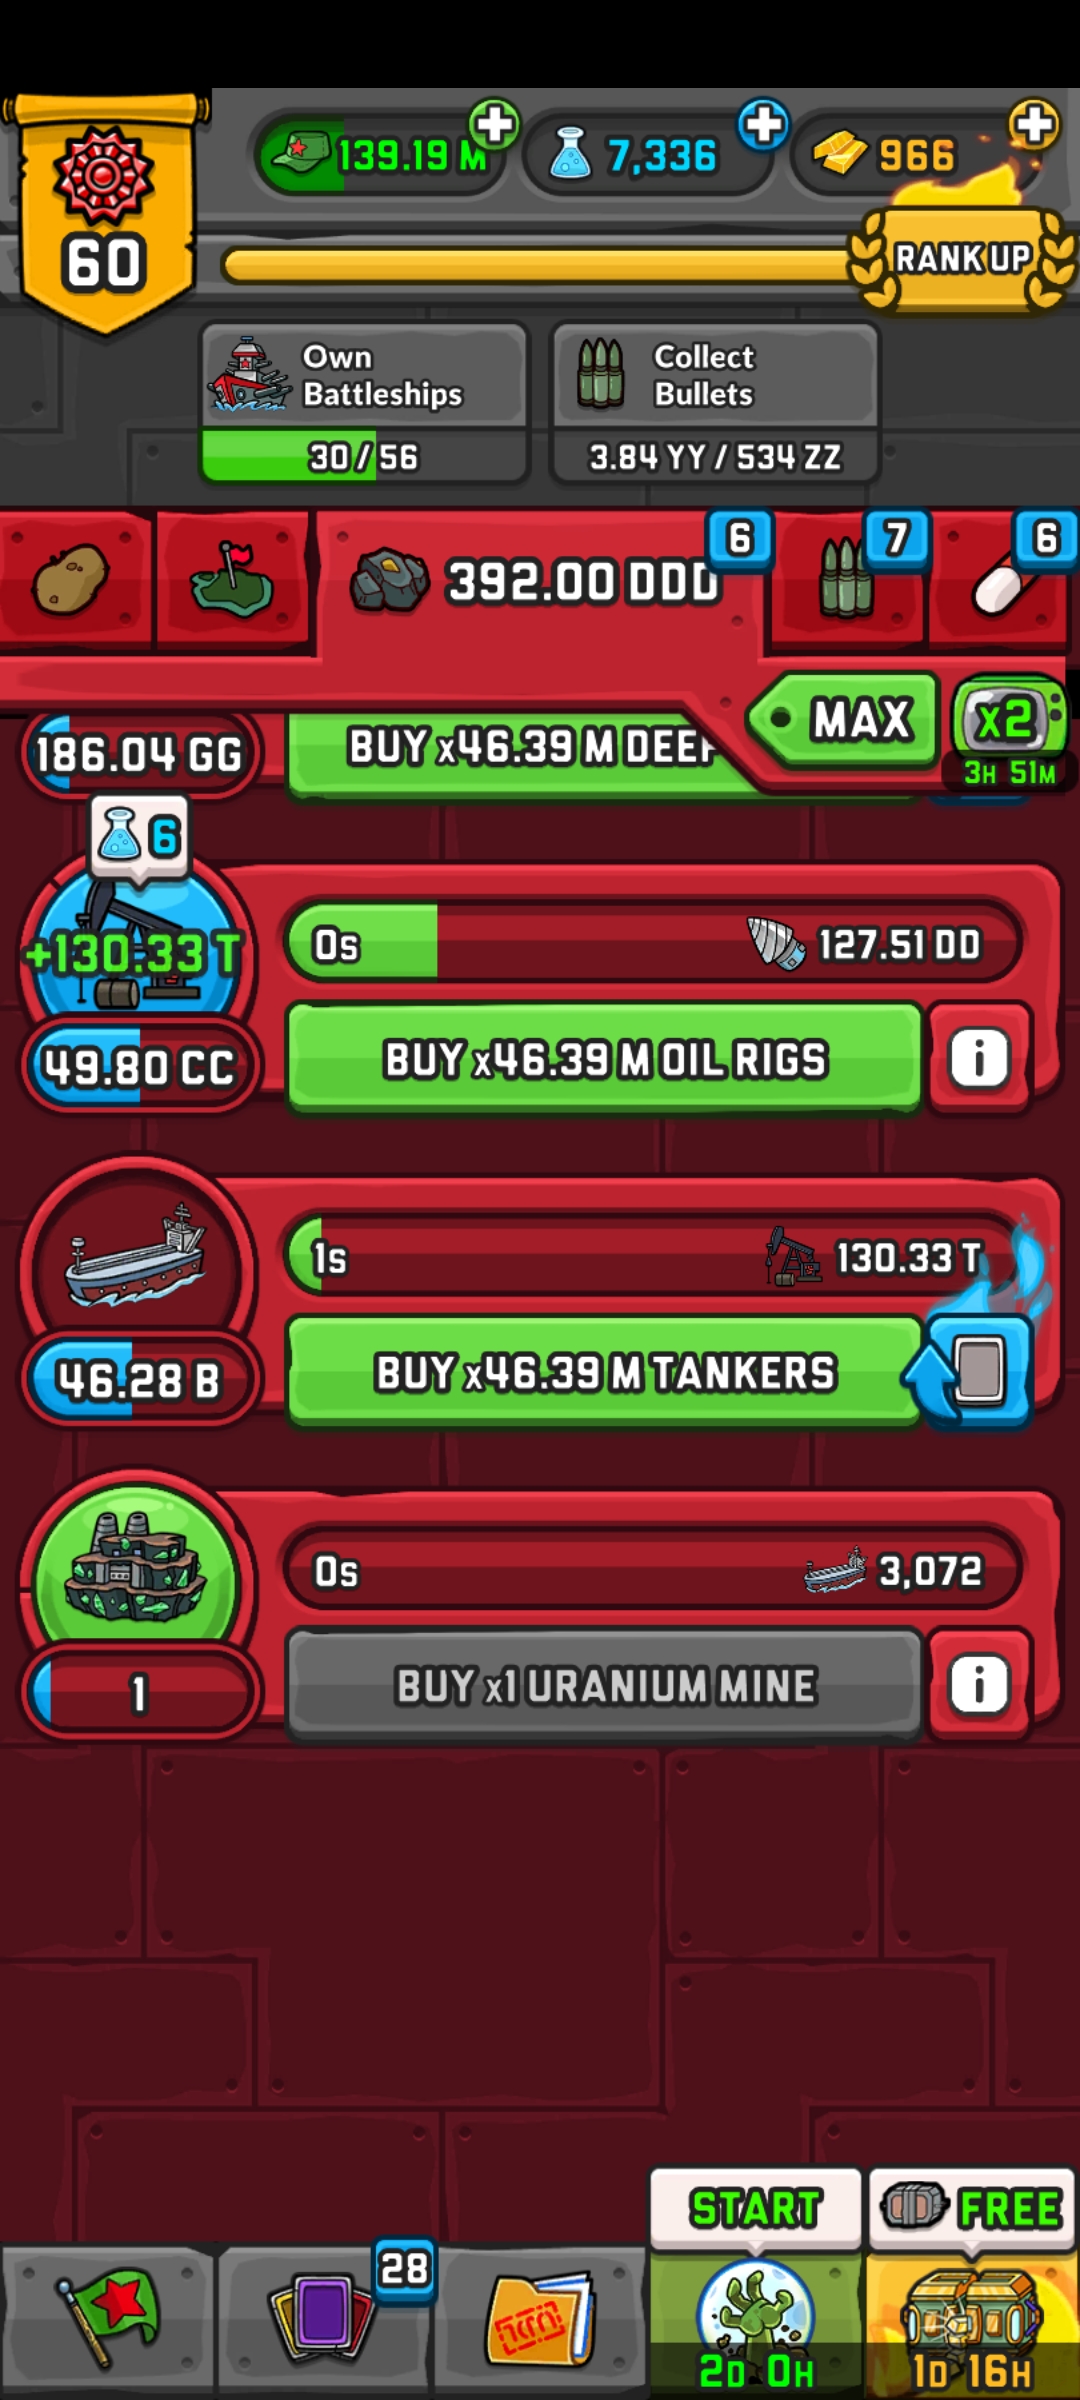 139.19 M
7,336
966
60
RANK UP
Own
Battleships
30 / 56
Collect
Bullets
3.84 YY / 534 ZZ
392.00 DDD
6
7
6
MAX
x2
3H 51M
186.04 GG
BUY x46.39 M DEEP
6
+130.33 T
0s
127.51 DD
49.80 CC
BUY x46.39 M OIL RIGS
i
1s
130.33 T
46.28 B
BUY x46.39 M TANKERS
0s
3,072
1
BUY x1 URANIUM MINE
i
START
FREE
28
2D 0H
1D 16H